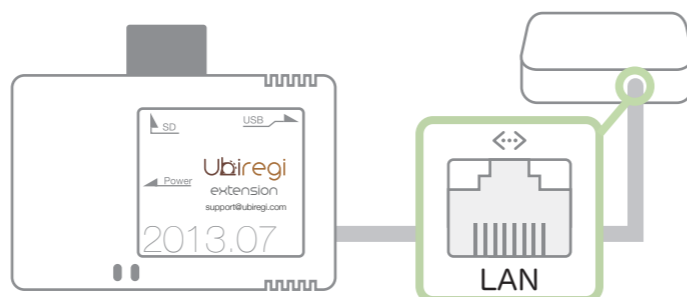 SD
USB
Power
Ubiregi
extension
support@ubiregi.com
2013.07
LAN